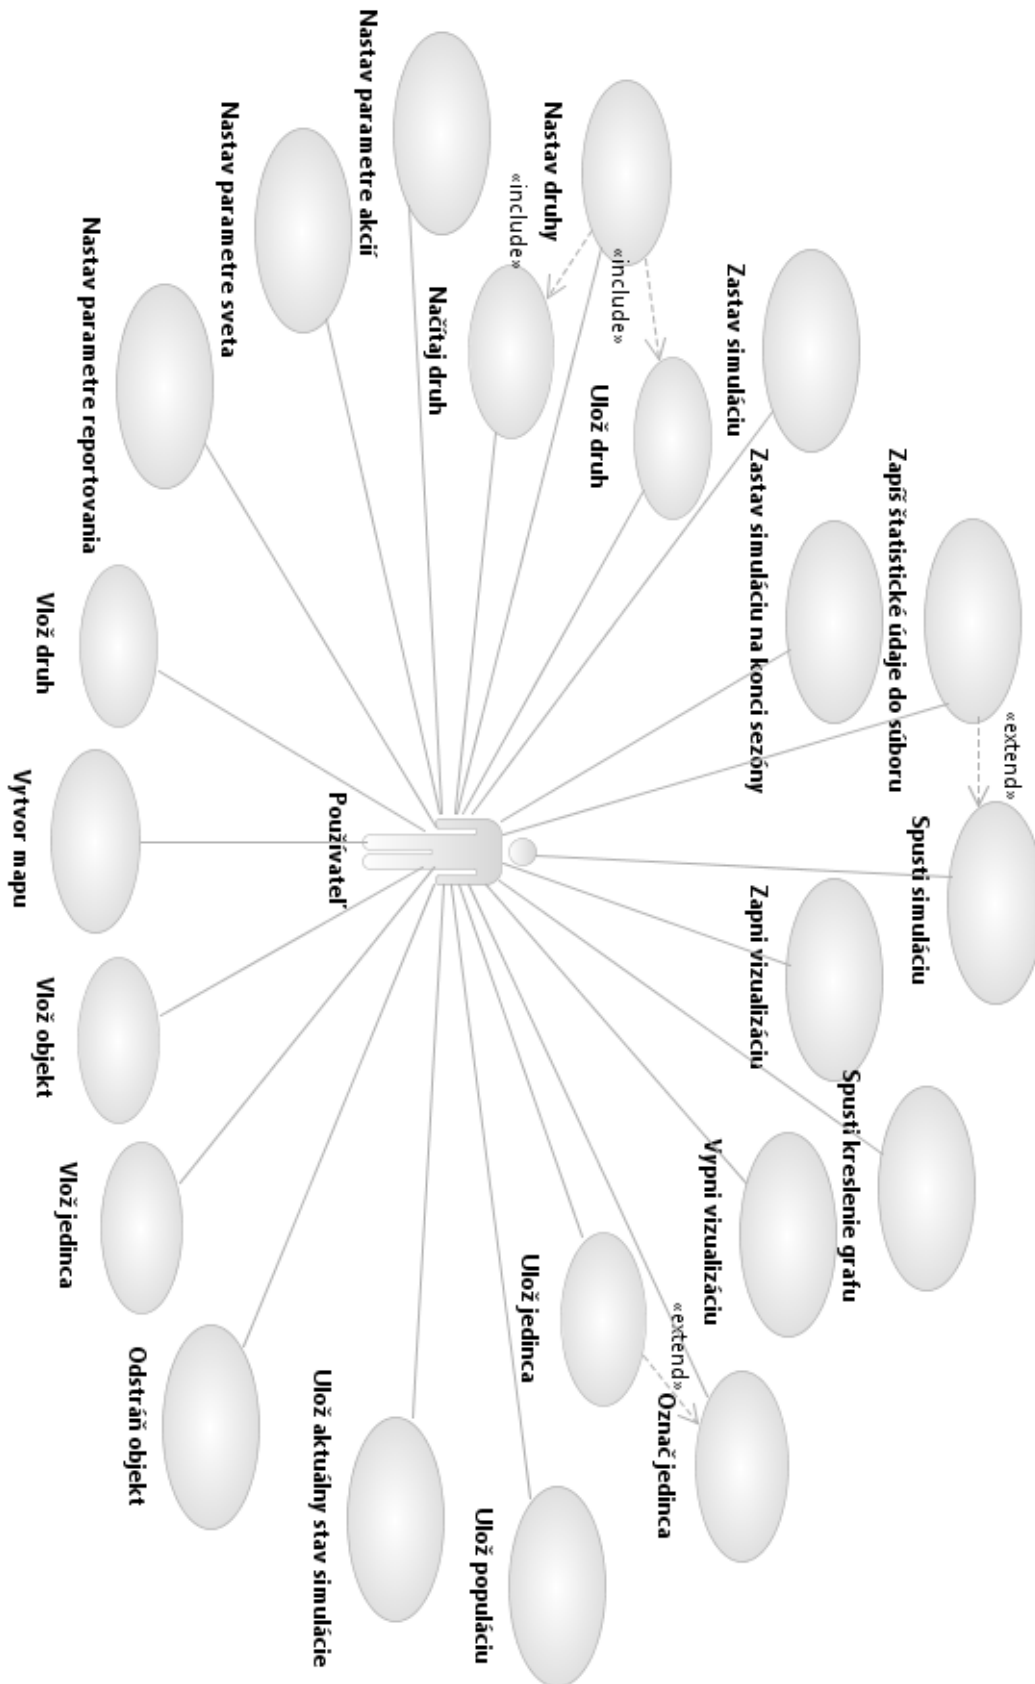 «extend»
Spusti simuláciu
Zapíš štatistické údaje do súboru
Spusti kreslenie grafu
Zastav simuláciu na konci sezóny
Zapni vizualizáciu
Zastav simuláciu
Vypni vizualizáciu
«extend»
Označ jedinca
«include»
Ulož druh
Nastav druhy
Ulož jedinca
«include»
Ulož populáciu
Načítaj druh
Nastav parametre akcií
Používateľ
Ulož aktuálny stav simulácie
Nastav parametre sveta
Odstráň objekt
Nastav parametre reportovania
Vlož jedinca
Vlož druh
Vlož objekt
Vytvor mapu